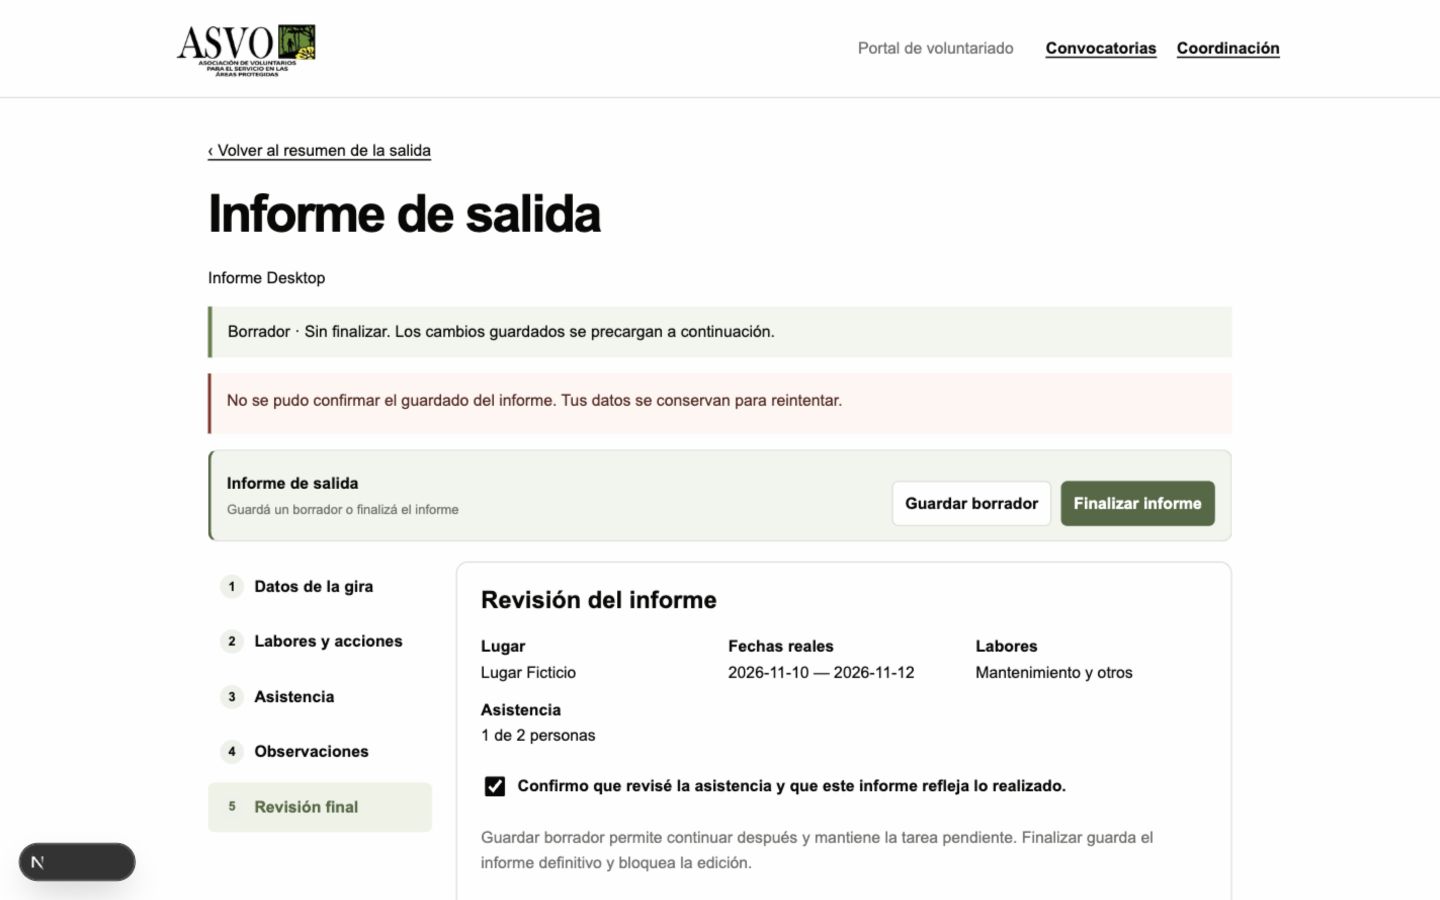 ASVO
ASOCIACIÓN DE VOLUNTARIOS
PARA EL SERVICIO EN LAS
ÁREAS PROTEGIDAS
Portal de voluntariado
Convocatorias
Coordinación
‹ Volver al resumen de la salida
Informe de salida
Informe Desktop
Borrador · Sin finalizar. Los cambios guardados se precargan a continuación.
No se pudo confirmar el guardado del informe. Tus datos se conservan para reintentar.
Informe de salida
Guardá un borrador o finalizá el informe
Guardar borrador
Finalizar informe
1 Datos de la gira
2 Labores y acciones
3 Asistencia
4 Observaciones
5 Revisión final
Revisión del informe
Lugar
Lugar Ficticio
Fechas reales
2026-11-10 — 2026-11-12
Labores
Mantenimiento y otros
Asistencia
1 de 2 personas
Confirmo que revisé la asistencia y que este informe refleja lo realizado.
Guardar borrador permite continuar después y mantiene la tarea pendiente. Finalizar guarda el
informe definitivo y bloquea la edición.
N